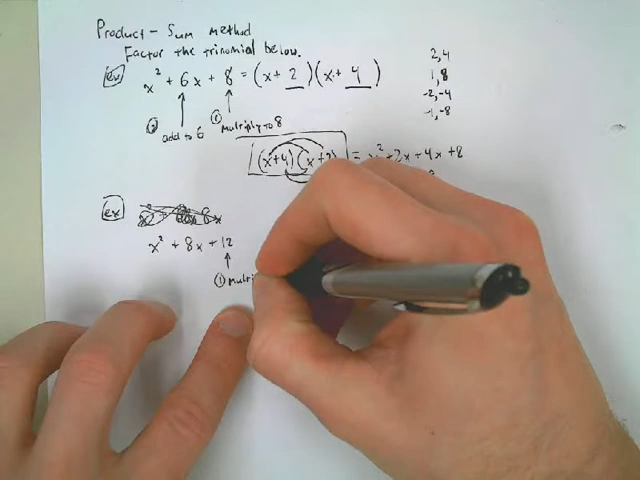 Product - Sum method
Factor the trinomial below.
ex x² + 6x + 8 = (x + 2)(x + 4)
② add to 6
① multiply to 8
2, 4
1, 8
-2, -4
-1, -8
(x+4)(x+2) = x² + 2x + 4x + 8
ex
x² + 8x + 12
① multi